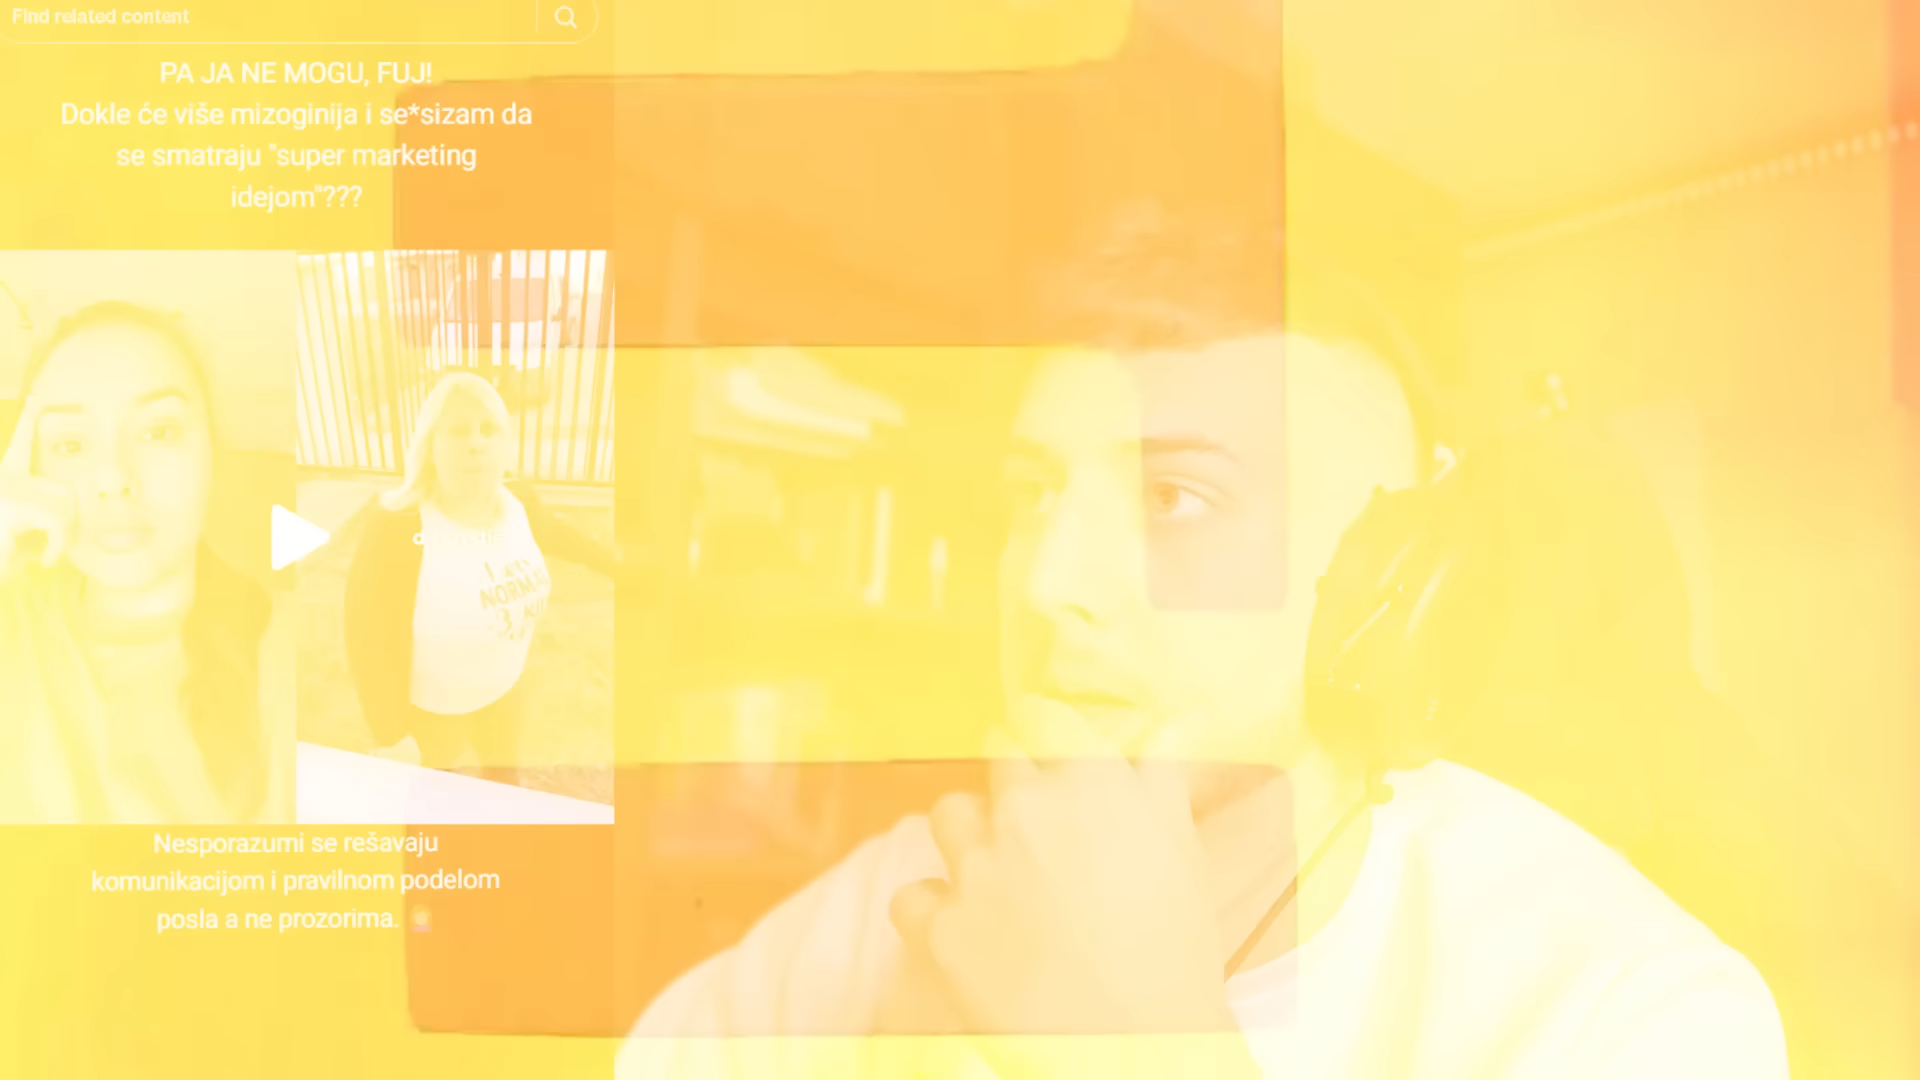 Find related content
PA JA NE MOGU, FUJ!
Dokle će više mizoginija i se*sizam da
se smatraju "super marketing
idejom"???
NORM
Nesporazumi se rešavaju
komunikacijom i pravilnom podelom
posla a ne prozorima.